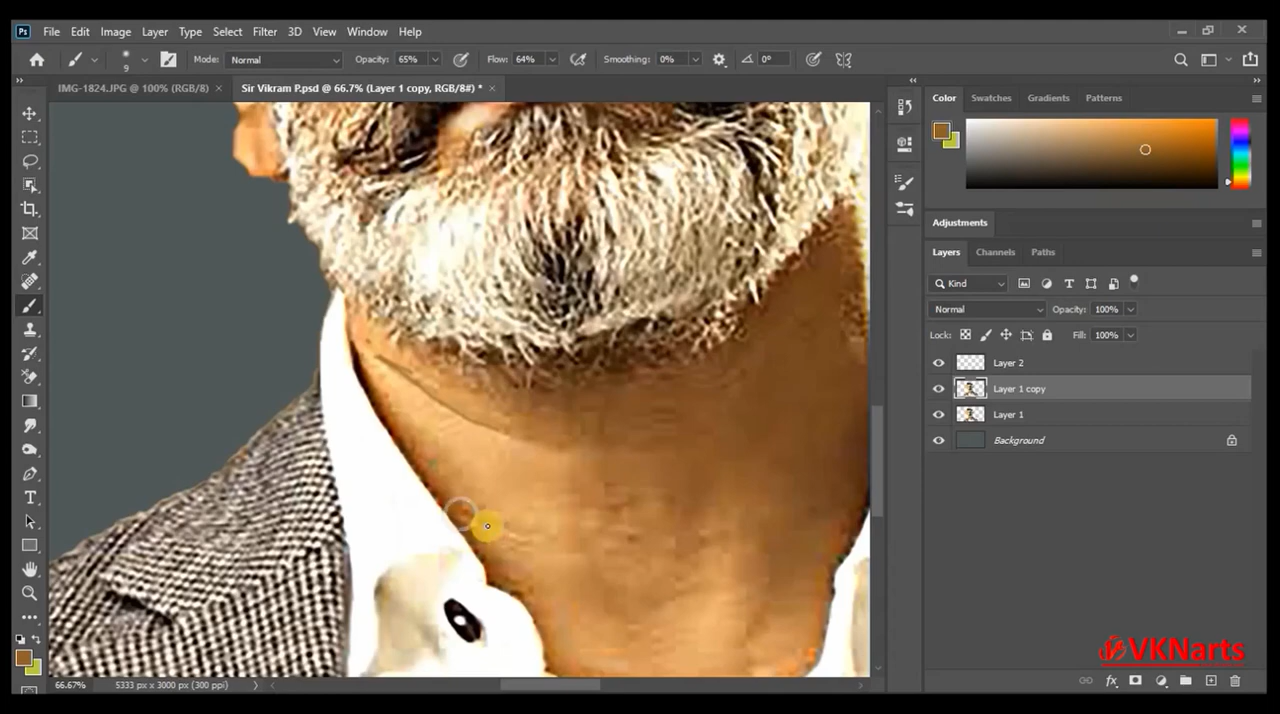 Ps File Edit Image Layer Type Select Filter 3D View Window Help
9 Mode: Normal Opacity: 65% Flow: 64% Smoothing: 0% 0°
IMG-1824.JPG @ 100% (RGB/8) × Sir Vikram P.psd @ 66.7% (Layer 1 copy, RGB/8#) * ×
Color Swatches Gradients Patterns
Adjustments
Layers Channels Paths
Kind
Normal Opacity: 100%
Lock: Fill: 100%
Layer 2
Layer 1 copy
Layer 1
Background
VKNarts
66.67% 5333 px x 3000 px (300 ppi)